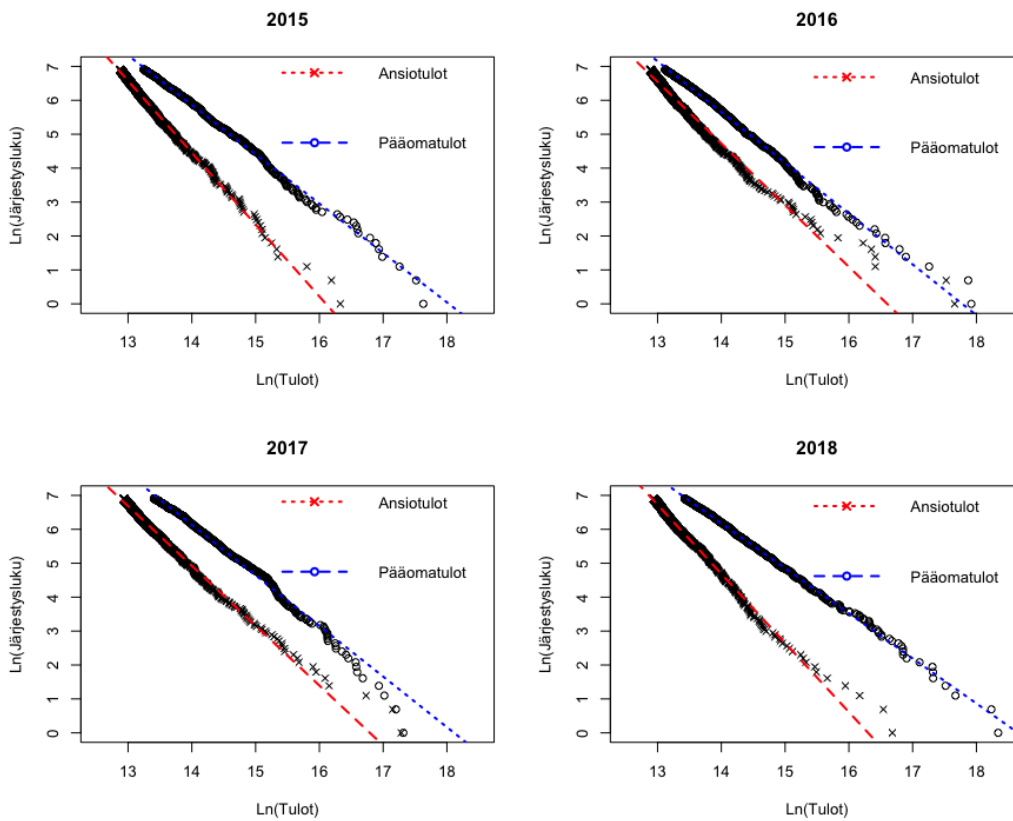 2015
Ansiotulot
Pääomatulot
Ln(Järjestysluku)
0 1 2 3 4 5 6 7
13 14 15 16 17 18
Ln(Tulot)
2016
Ansiotulot
Pääomatulot
Ln(Järjestysluku)
0 1 2 3 4 5 6 7
13 14 15 16 17 18
Ln(Tulot)
2017
Ansiotulot
Pääomatulot
Ln(Järjestysluku)
0 1 2 3 4 5 6 7
13 14 15 16 17 18
Ln(Tulot)
2018
Ansiotulot
Pääomatulot
Ln(Järjestysluku)
0 1 2 3 4 5 6 7
13 14 15 16 17 18
Ln(Tulot)